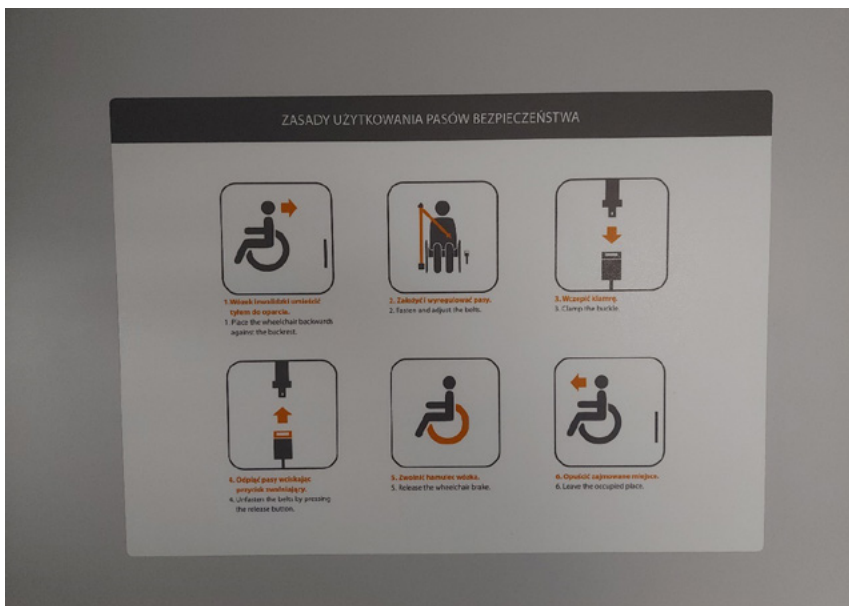 ZASADY UŻYTKOWANIA PASÓW BEZPIECZEŃSTWA
1. Wózek inwalidzki umieścić
tyłem do oparcia.
1. Place the wheelchair backwards
against the backrest.
2. Założyć i wyregulować pasy.
2. Fasten and adjust the belts.
3. Wczepić klamrę.
3. Clamp the buckle.
4. Odpiąć pasy wciskając
przycisk zwalniający.
4. Unfasten the belts by pressing
the release button.
5. Zwolnić hamulec wózka.
5. Release the wheelchair brake.
6. Opuścić zajmowane miejsce.
6. Leave the occupied place.